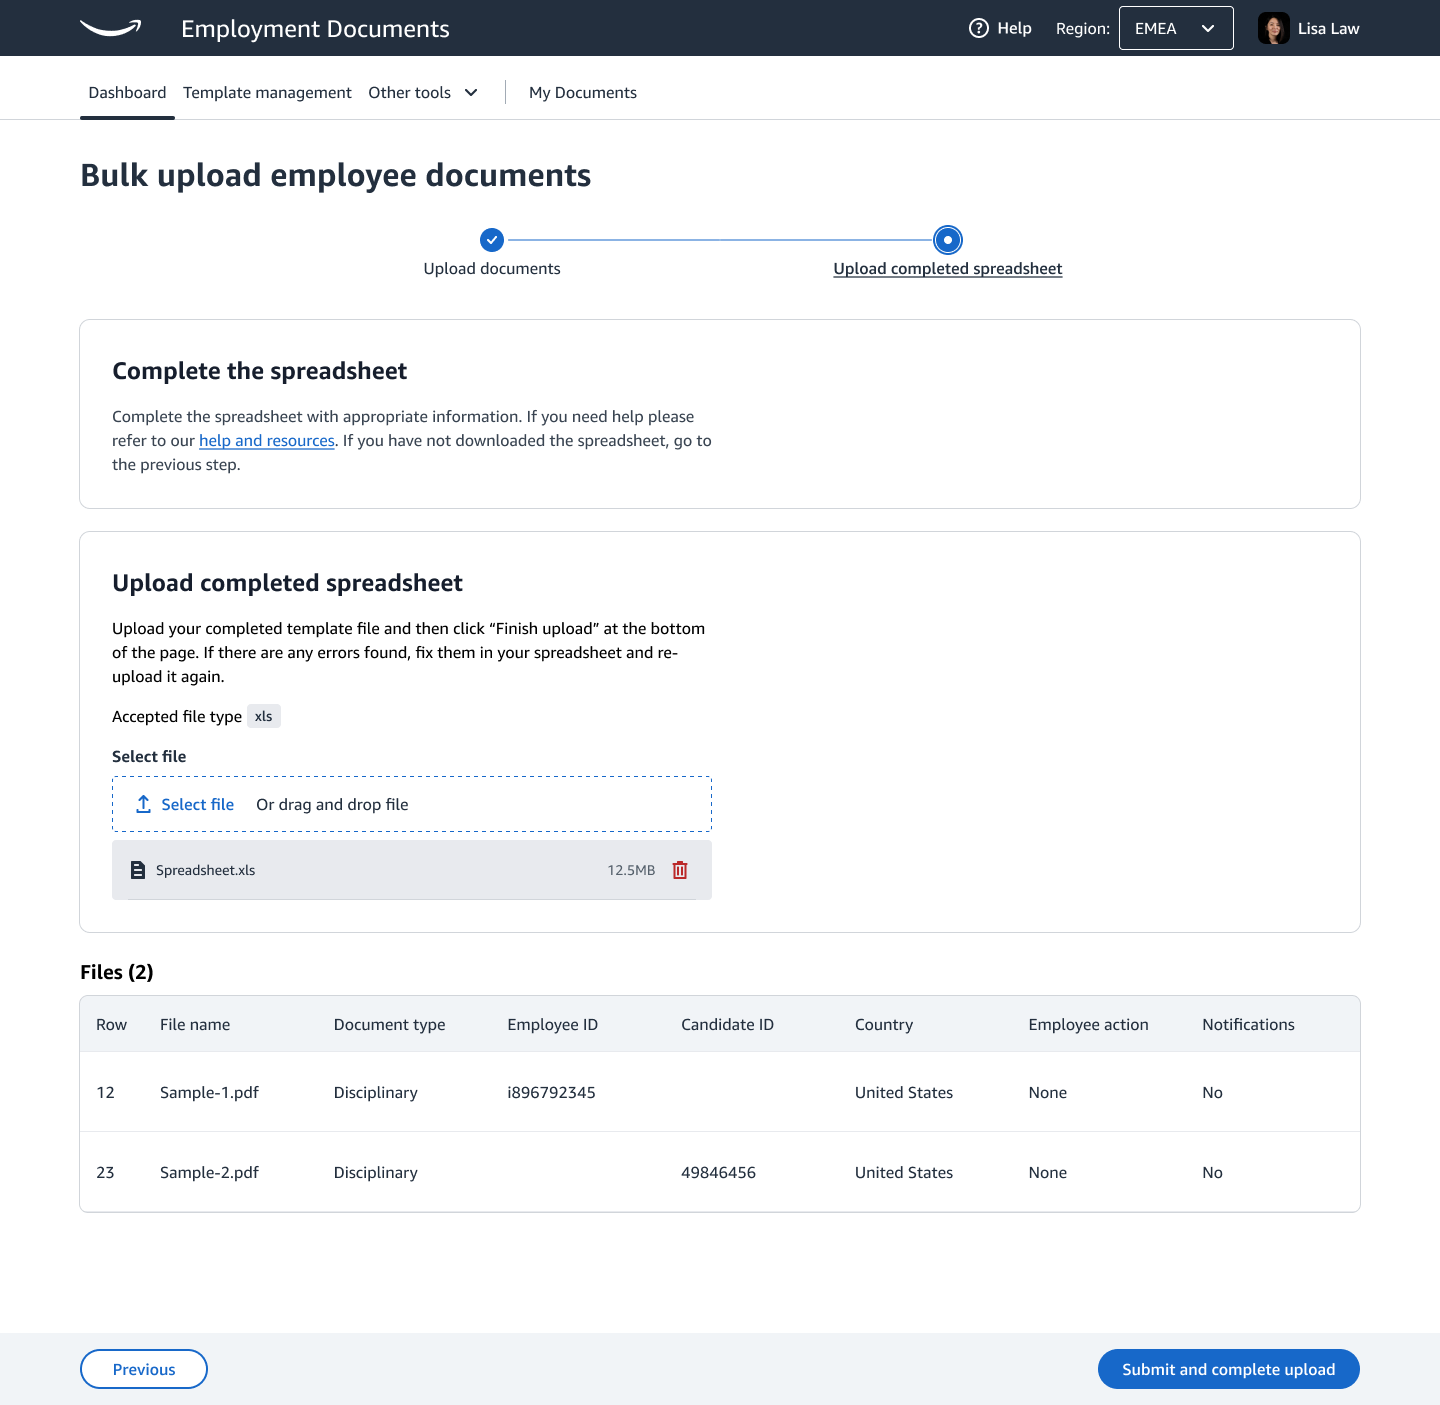 Employment Documents
Help
Region:
EMEA
Lisa Law
Dashboard
Template management
Other tools
My Documents
Bulk upload employee documents
Upload documents
Upload completed spreadsheet
Complete the spreadsheet
Complete the spreadsheet with appropriate information. If you need help please
refer to our help and resources. If you have not downloaded the spreadsheet, go to
the previous step.
Upload completed spreadsheet
Upload your completed template file and then click “Finish upload” at the bottom
of the page. If there are any errors found, fix them in your spreadsheet and re-
upload it again.
Accepted file type xls
Select file
Select file Or drag and drop file
Spreadsheet.xls 12.5MB
Files (2)
Row File name Document type Employee ID Candidate ID Country Employee action Notifications
12 Sample-1.pdf Disciplinary i896792345 United States None No
23 Sample-2.pdf Disciplinary 49846456 United States None No
Previous
Submit and complete upload